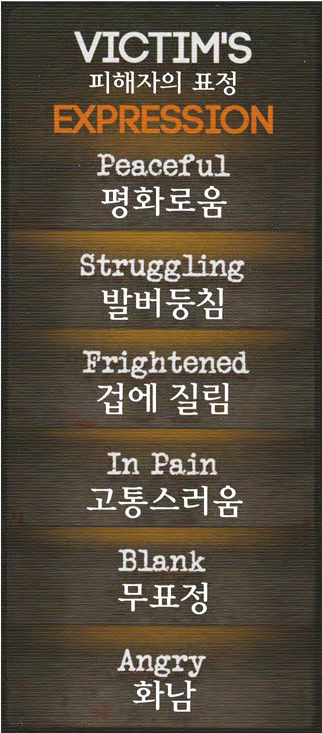 VICTIM'S
피해자의 표정
EXPRESSION
Peaceful
평화로움
Struggling
발버둥침
Frightened
겁에 질림
In Pain
고통스러움
Blank
무표정
Angry
화남